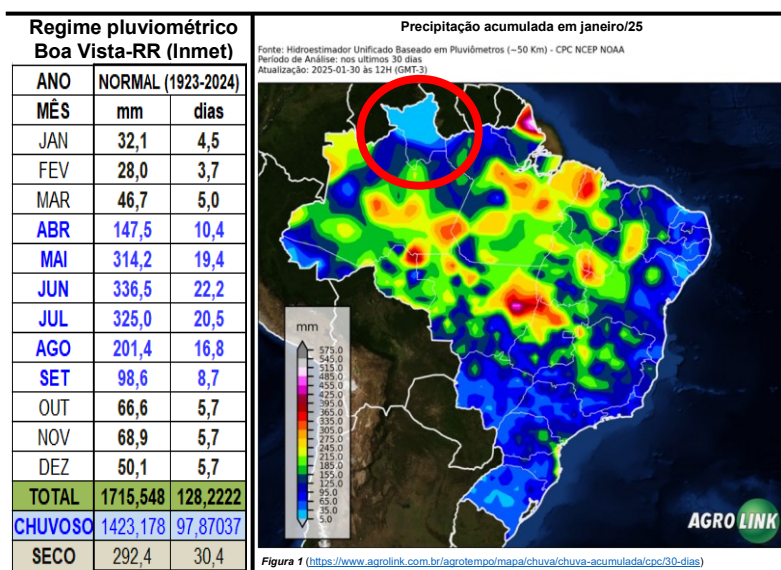 Regime pluviométrico
Boa Vista-RR (Inmet)
ANO NORMAL (1923-2024)
MÊS mm dias
JAN 32,1 4,5
FEV 28,0 3,7
MAR 46,7 5,0
ABR 147,5 10,4
MAI 314,2 19,4
JUN 336,5 22,2
JUL 325,0 20,5
AGO 201,4 16,8
SET 98,6 8,7
OUT 66,6 5,7
NOV 68,9 5,7
DEZ 50,1 5,7
TOTAL 1715,548 128,2222
CHUVOSO 1423,178 97,87037
SECO 292,4 30,4
Precipitação acumulada em janeiro/25
Fonte: Hidroestimador Unificado Baseado em Pluviômetros (~50 Km) - CPC NCEP NOAA
Período de Análise: nos ultimos 30 dias
Atualização: 2025-01-30 às 12H (GMT-3)
mm
575.0
545.0
515.0
485.0
455.0
425.0
395.0
365.0
335.0
305.0
275.0
245.0
215.0
185.0
155.0
125.0
95.0
65.0
35.0
5.0
AGROLINK
Figura 1 (https://www.agrolink.com.br/agrotempo/mapa/chuva/chuva-acumulada/cpc/30-dias)